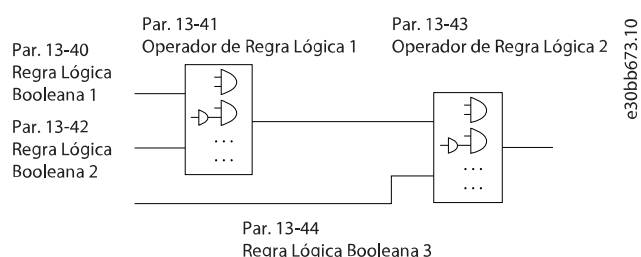 Par. 13-40
Regra Lógica
Booleana 1
Par. 13-41
Operador de Regra Lógica 1
Par. 13-42
Regra Lógica
Booleana 2
Par. 13-43
Operador de Regra Lógica 2
...
...
...
...
Par. 13-44
Regra Lógica Booleana 3
e30bb673.10